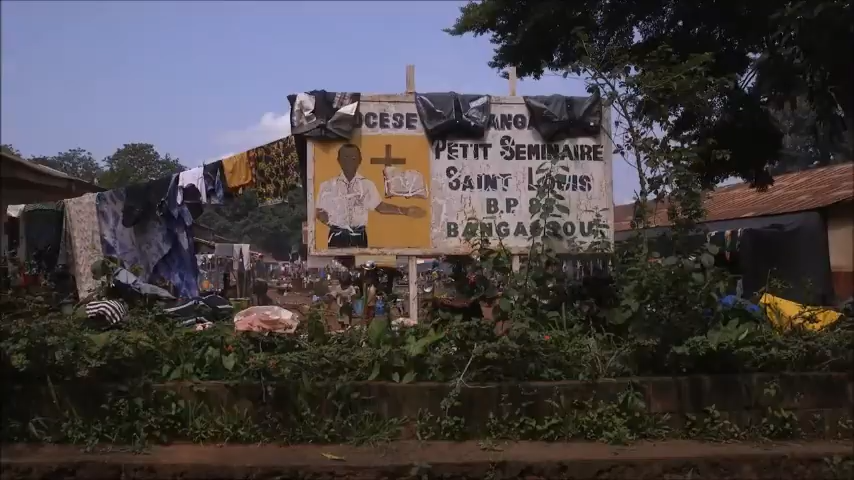 OCESE
ANO
PETIT SEMINAIRE
SAINT LOUIS
B.P.
BANGASSOU